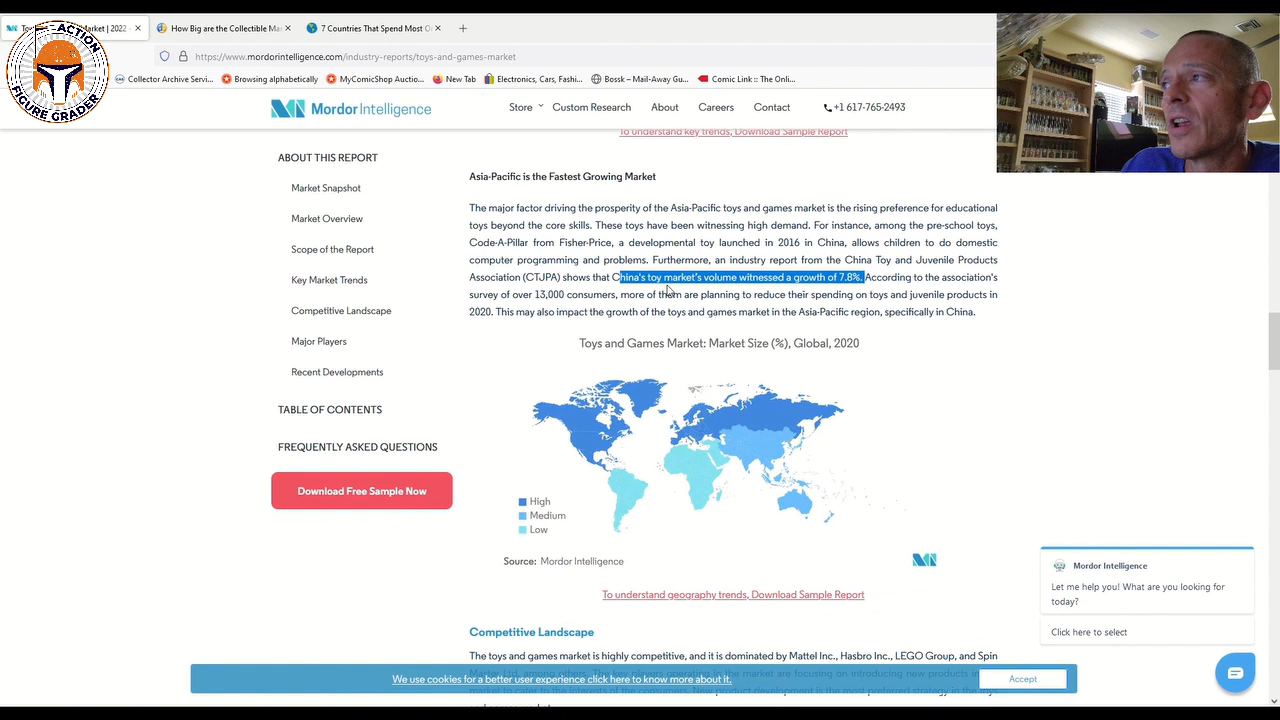 Market | 2022
How Big are the Collectible Ma
7 Countries That Spend Most O
ACTION
FIGURE GRADER
https://www.mordorintelligence.com/industry-reports/toys-and-games-market
Collector Archive Servi...
Browsing alphabetically
MyComicShop Auctio...
New Tab
Electronics, Cars, Fashi...
Bossk – Mail-Away Gu...
Comic Link :: The Onli...
Mordor Intelligence
Store
Custom Research
About
Careers
Contact
+1 617-765-2493
To understand key trends, Download Sample Report
ABOUT THIS REPORT
Market Snapshot
Market Overview
Scope of the Report
Key Market Trends
Competitive Landscape
Major Players
Recent Developments
TABLE OF CONTENTS
FREQUENTLY ASKED QUESTIONS
Download Free Sample Now
Asia-Pacific is the Fastest Growing Market
The major factor driving the prosperity of the Asia-Pacific toys and games market is the rising preference for educational
toys beyond the core skills. These toys have been witnessing high demand. For instance, among the pre-school toys,
Code-A-Pillar from Fisher-Price, a developmental toy launched in 2016 in China, allows children to do domestic
computer programming and problems. Furthermore, an industry report from the China Toy and Juvenile Products
Association (CTJPA) shows that China's toy market's volume witnessed a growth of 7.8%. According to the association's
survey of over 13,000 consumers, more of them are planning to reduce their spending on toys and juvenile products in
2020. This may also impact the growth of the toys and games market in the Asia-Pacific region, specifically in China.
Toys and Games Market: Market Size (%), Global, 2020
High
Medium
Low
Source: Mordor Intelligence
To understand geography trends, Download Sample Report
Competitive Landscape
The toys and games market is highly competitive, and it is dominated by Mattel Inc., Hasbro Inc., LEGO Group, and Spin
We use cookies for a better user experience click here to know more about it.
Accept
Mordor Intelligence
Let me help you! What are you looking for
today?
Click here to select